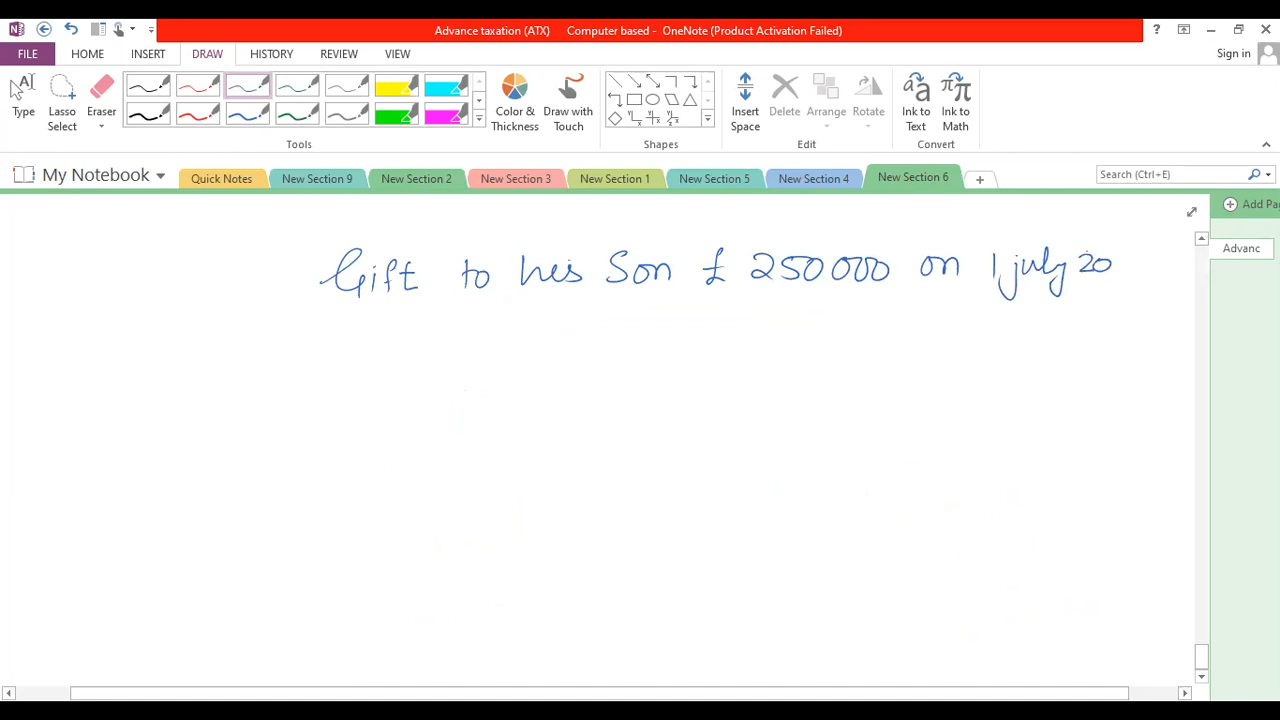 Advance taxation (ATX) Computer based - OneNote (Product Activation Failed)
FILE HOME INSERT DRAW HISTORY REVIEW VIEW Sign in
Type Lasso Select Eraser Color & Thickness Draw with Touch Insert Space Delete Arrange Rotate Ink to Text Ink to Math
Tools Shapes Edit Convert
My Notebook Quick Notes New Section 9 New Section 2 New Section 3 New Section 1 New Section 5 New Section 4 New Section 6 Search (Ctrl+E)
Add Pag
Advanc
Gift to his Son £ 250000 on 1 july 20